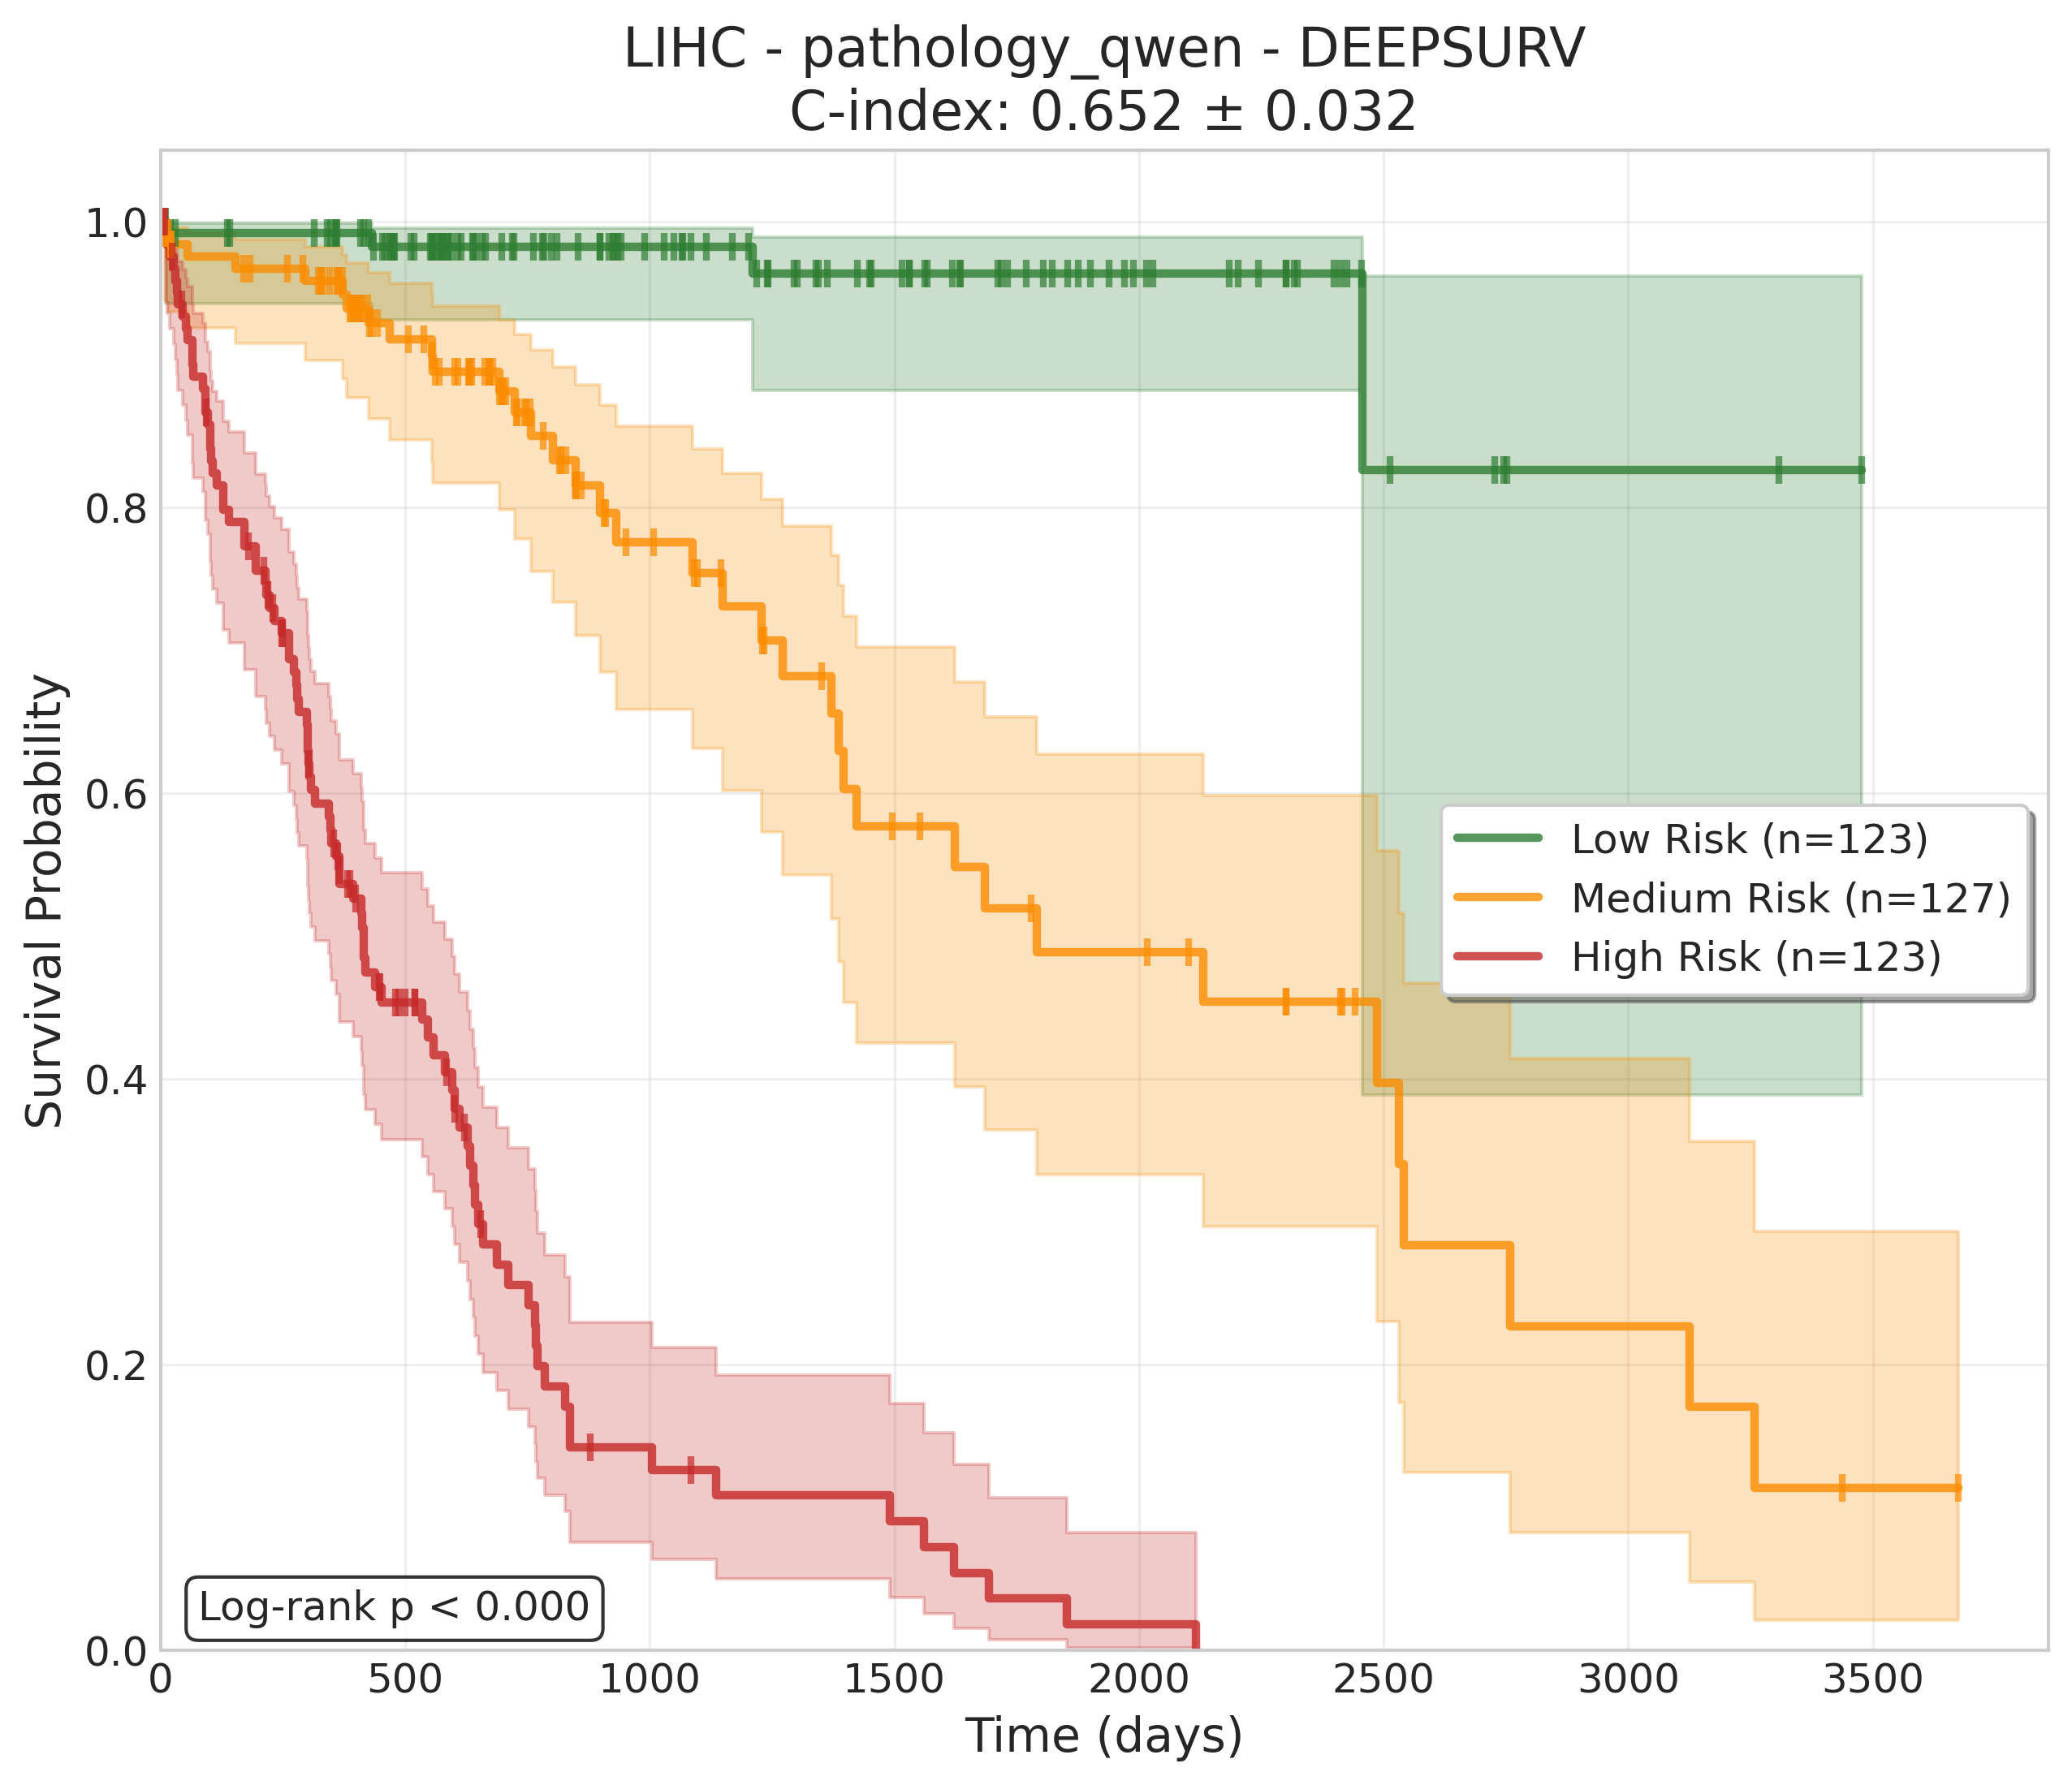 LIHC - pathology_qwen - DEEPSURV
C-index: 0.652 ± 0.032
Survival Probability
1.0
0.8
0.6
0.4
0.2
0.0
Low Risk (n=123)
Medium Risk (n=127)
High Risk (n=123)
Log-rank p < 0.000
0 500 1000 1500 2000 2500 3000 3500
Time (days)